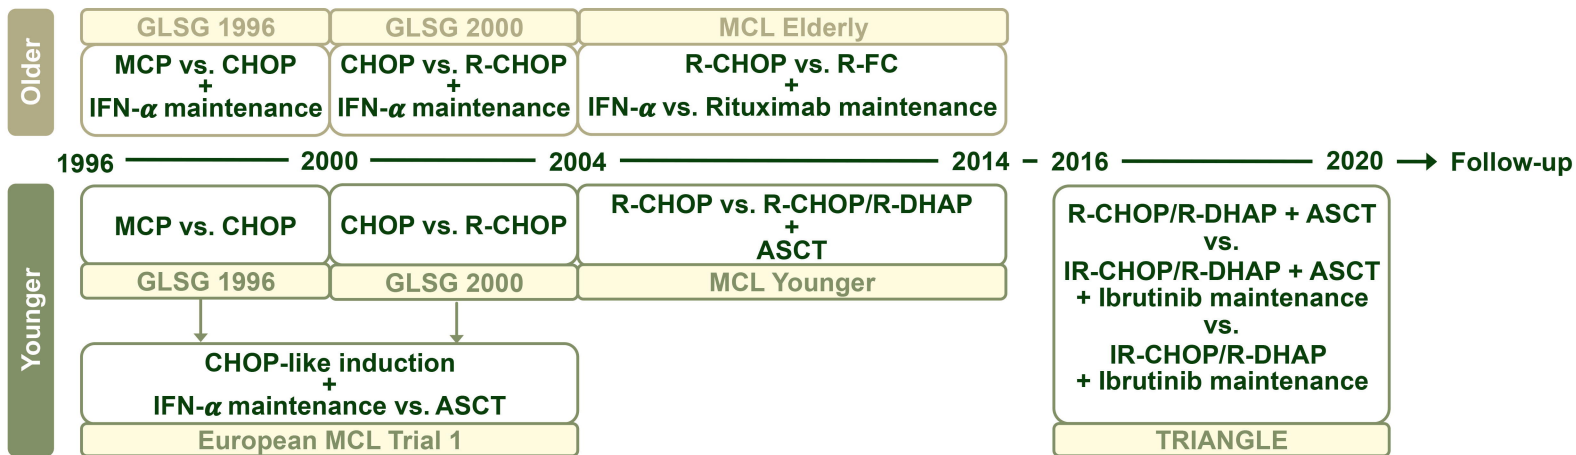 Older
GLSG 1996
MCP vs. CHOP
+
IFN-α maintenance
GLSG 2000
CHOP vs. R-CHOP
+
IFN-α maintenance
MCL Elderly
R-CHOP vs. R-FC
+
IFN-α vs. Rituximab maintenance
1996
2000
2004
2014
2016
2020
Follow-up
Younger
MCP vs. CHOP
GLSG 1996
CHOP vs. R-CHOP
GLSG 2000
R-CHOP vs. R-CHOP/R-DHAP
+
ASCT
MCL Younger
CHOP-like induction
+
IFN-α maintenance vs. ASCT
European MCL Trial 1
R-CHOP/R-DHAP + ASCT
vs.
IR-CHOP/R-DHAP + ASCT
+ Ibrutinib maintenance
vs.
IR-CHOP/R-DHAP
+ Ibrutinib maintenance
TRIANGLE